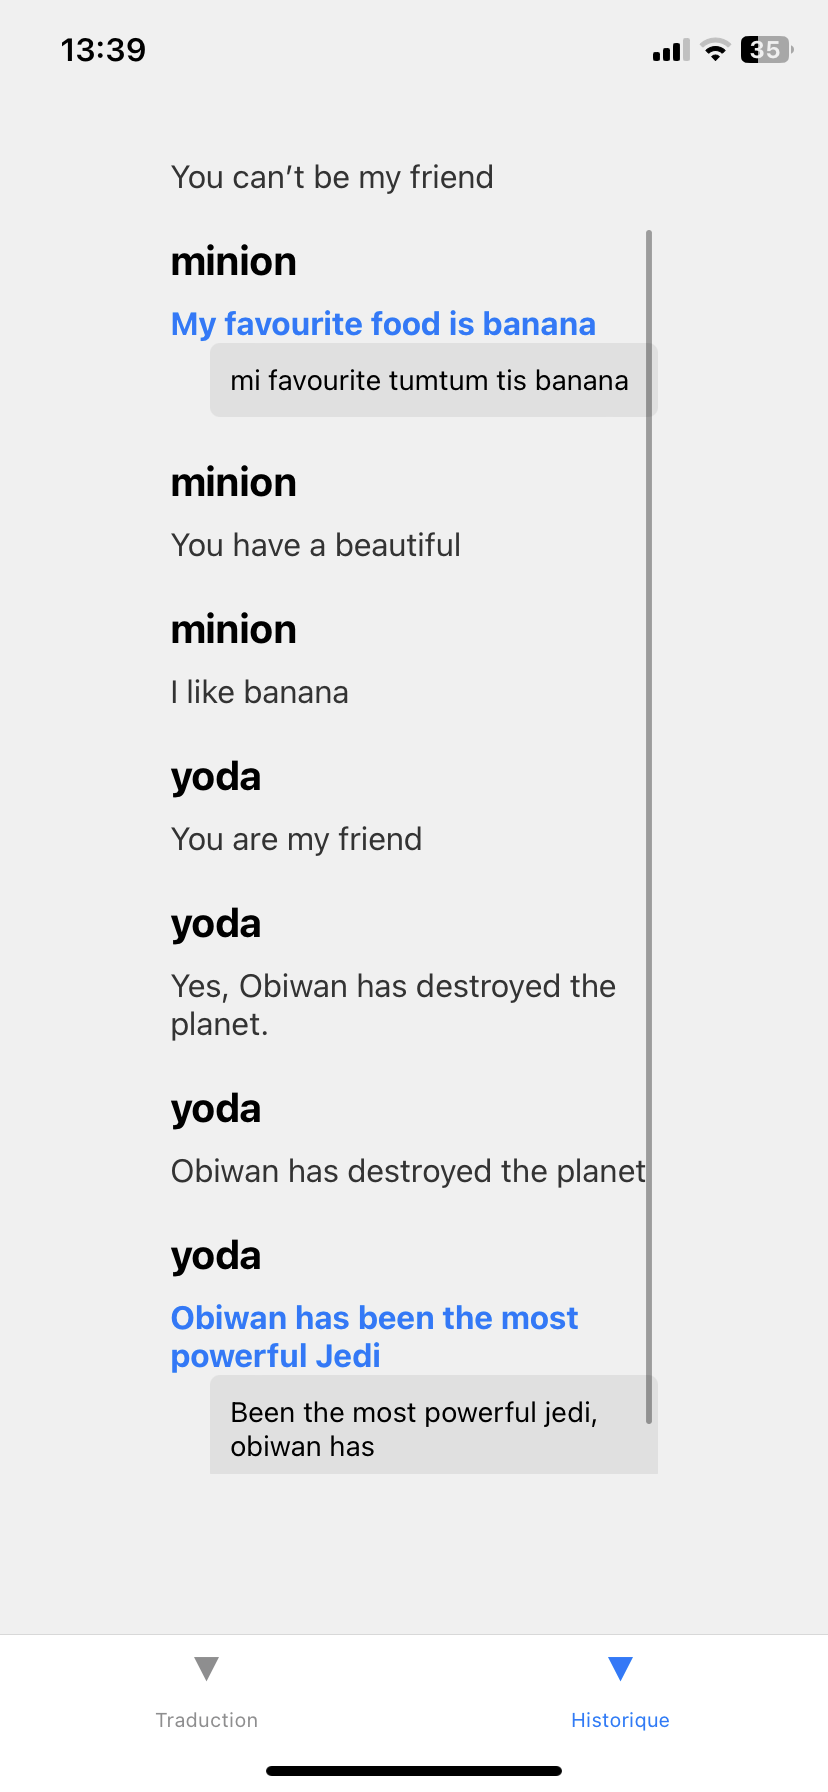 13:39
35
You can’t be my friend
minion
My favourite food is banana
mi favourite tumtum tis banana
minion
You have a beautiful
minion
I like banana
yoda
You are my friend
yoda
Yes, Obiwan has destroyed the
planet.
yoda
Obiwan has destroyed the planet
yoda
Obiwan has been the most
powerful Jedi
Been the most powerful jedi,
obiwan has
Traduction
Historique